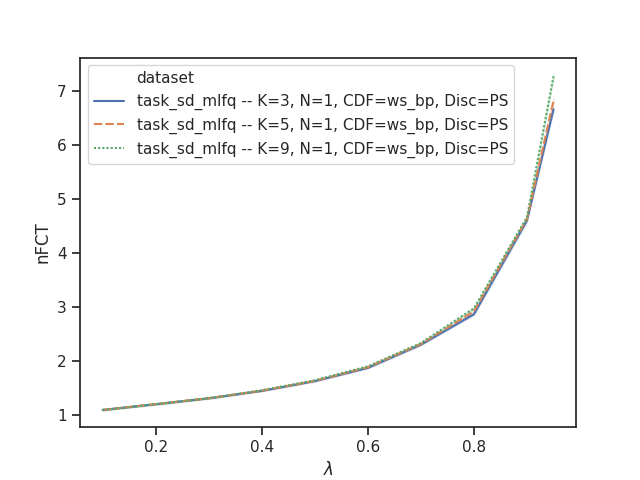 dataset
task_sd_mlfq -- K=3, N=1, CDF=ws_bp, Disc=PS
task_sd_mlfq -- K=5, N=1, CDF=ws_bp, Disc=PS
task_sd_mlfq -- K=9, N=1, CDF=ws_bp, Disc=PS
7
6
5
4
3
2
1
nFCT
0.2 0.4 0.6 0.8
λ